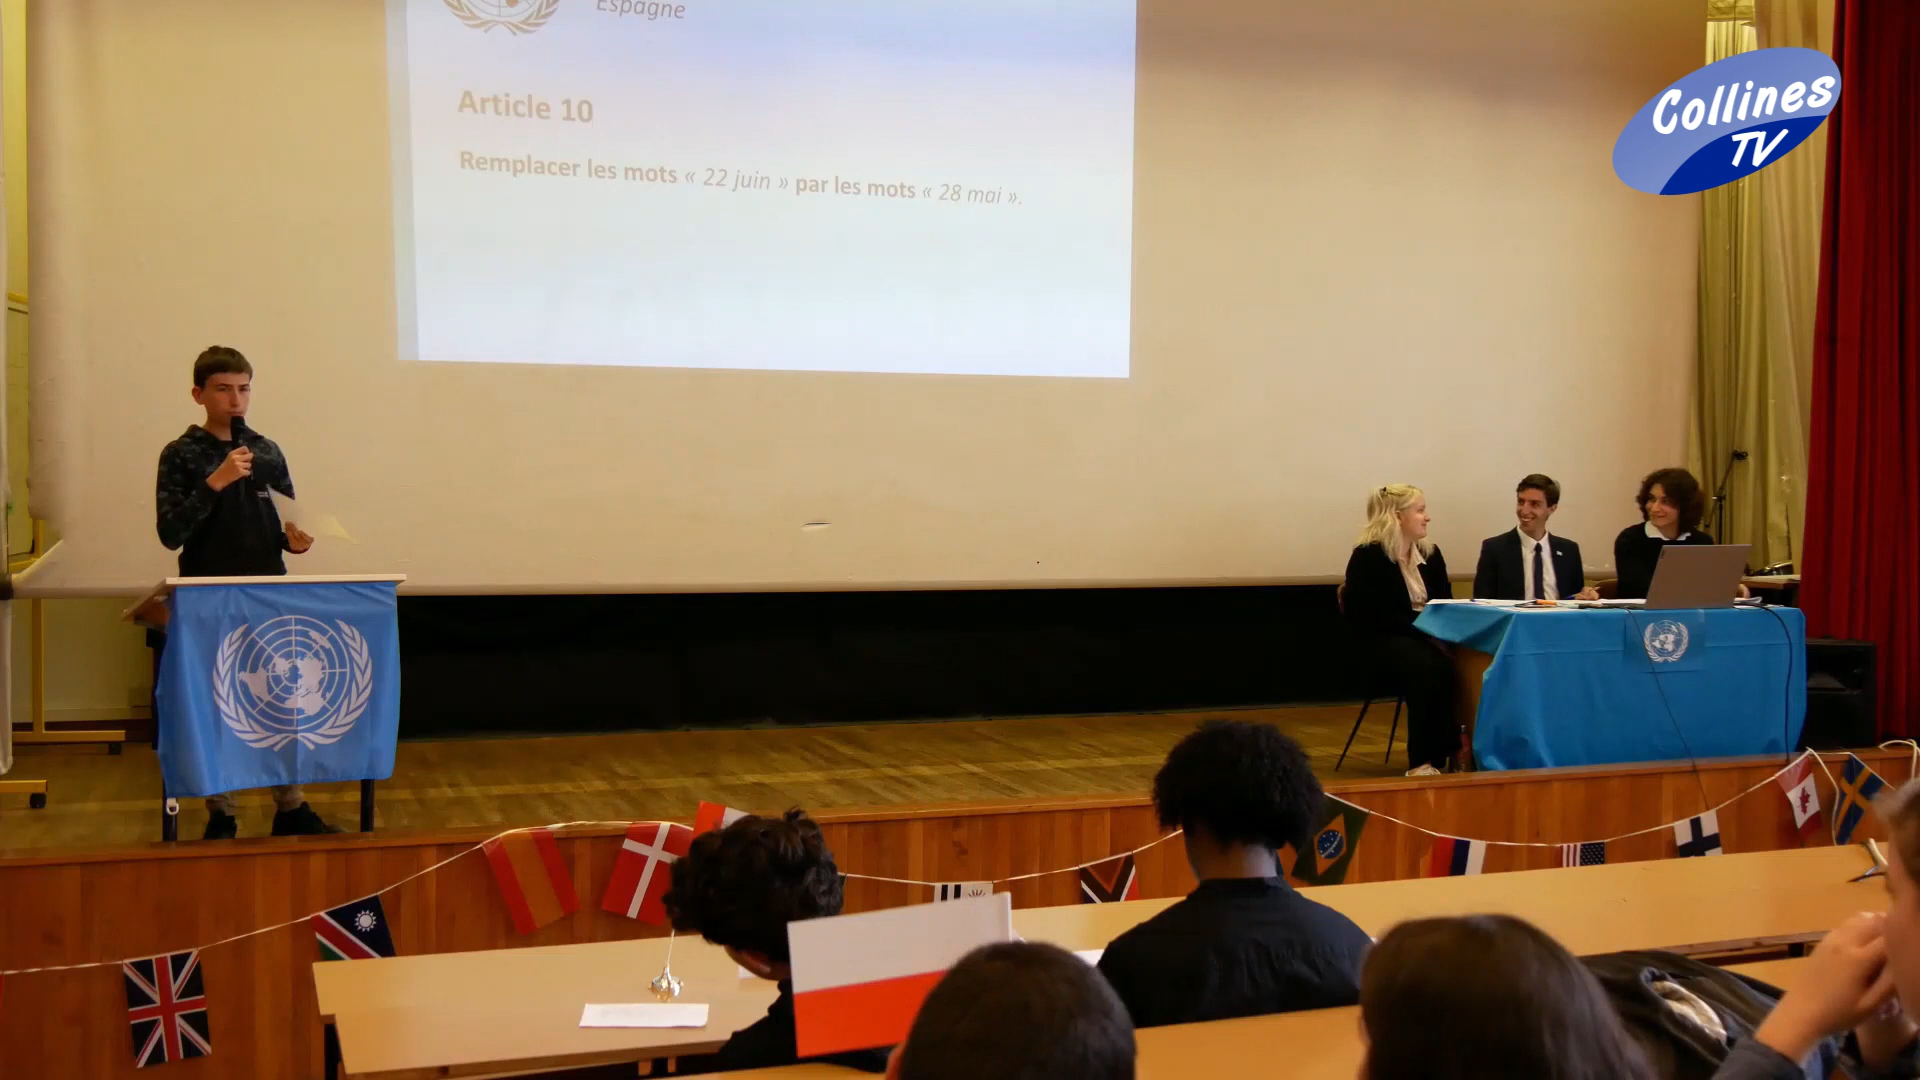 Espagne
Article 10
Remplacer les mots « 22 juin » par les mots « 28 mai ».
Collines
TV